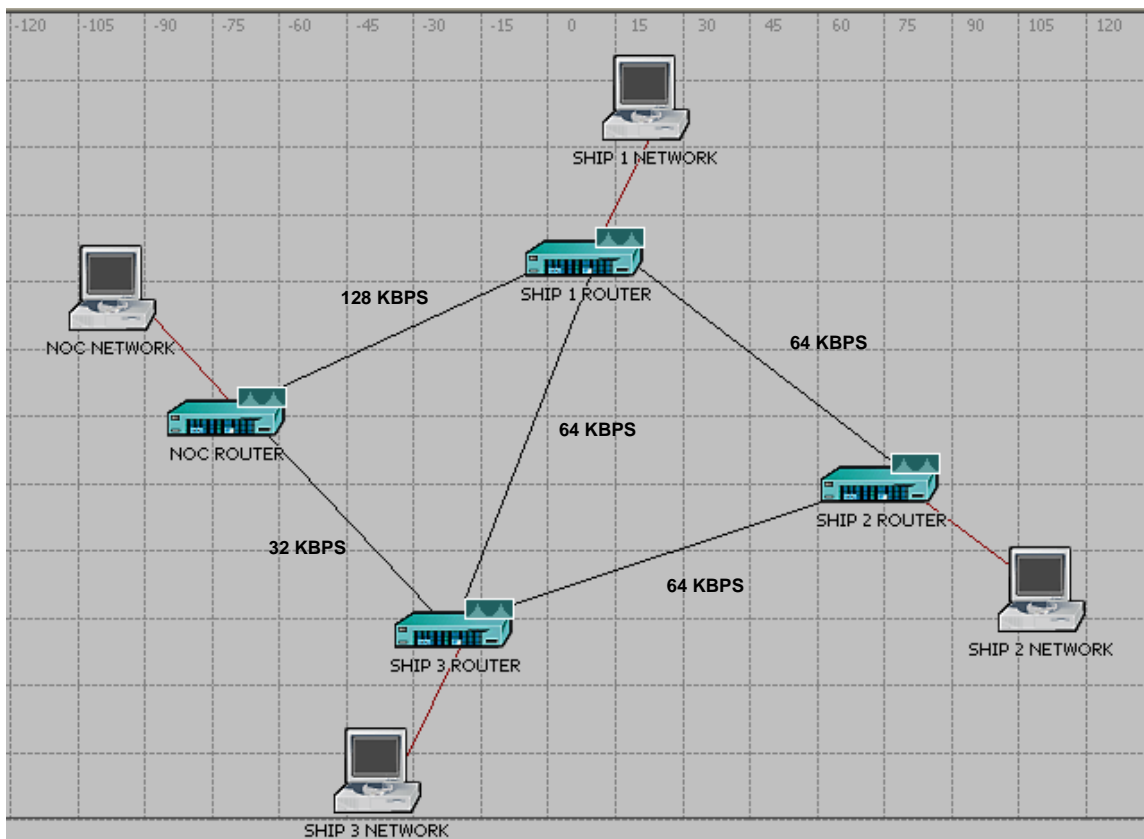 -120 -105 -90 -75 -60 -45 -30 -15 0 15 30 45 60 75 90 105 120
SHIP 1 NETWORK
SHIP 1 ROUTER
128 KBPS
NOC NETWORK
64 KBPS
NOC ROUTER
64 KBPS
SHIP 2 ROUTER
32 KBPS
64 KBPS
SHIP 2 NETWORK
SHIP 3 ROUTER
SHIP 3 NETWORK